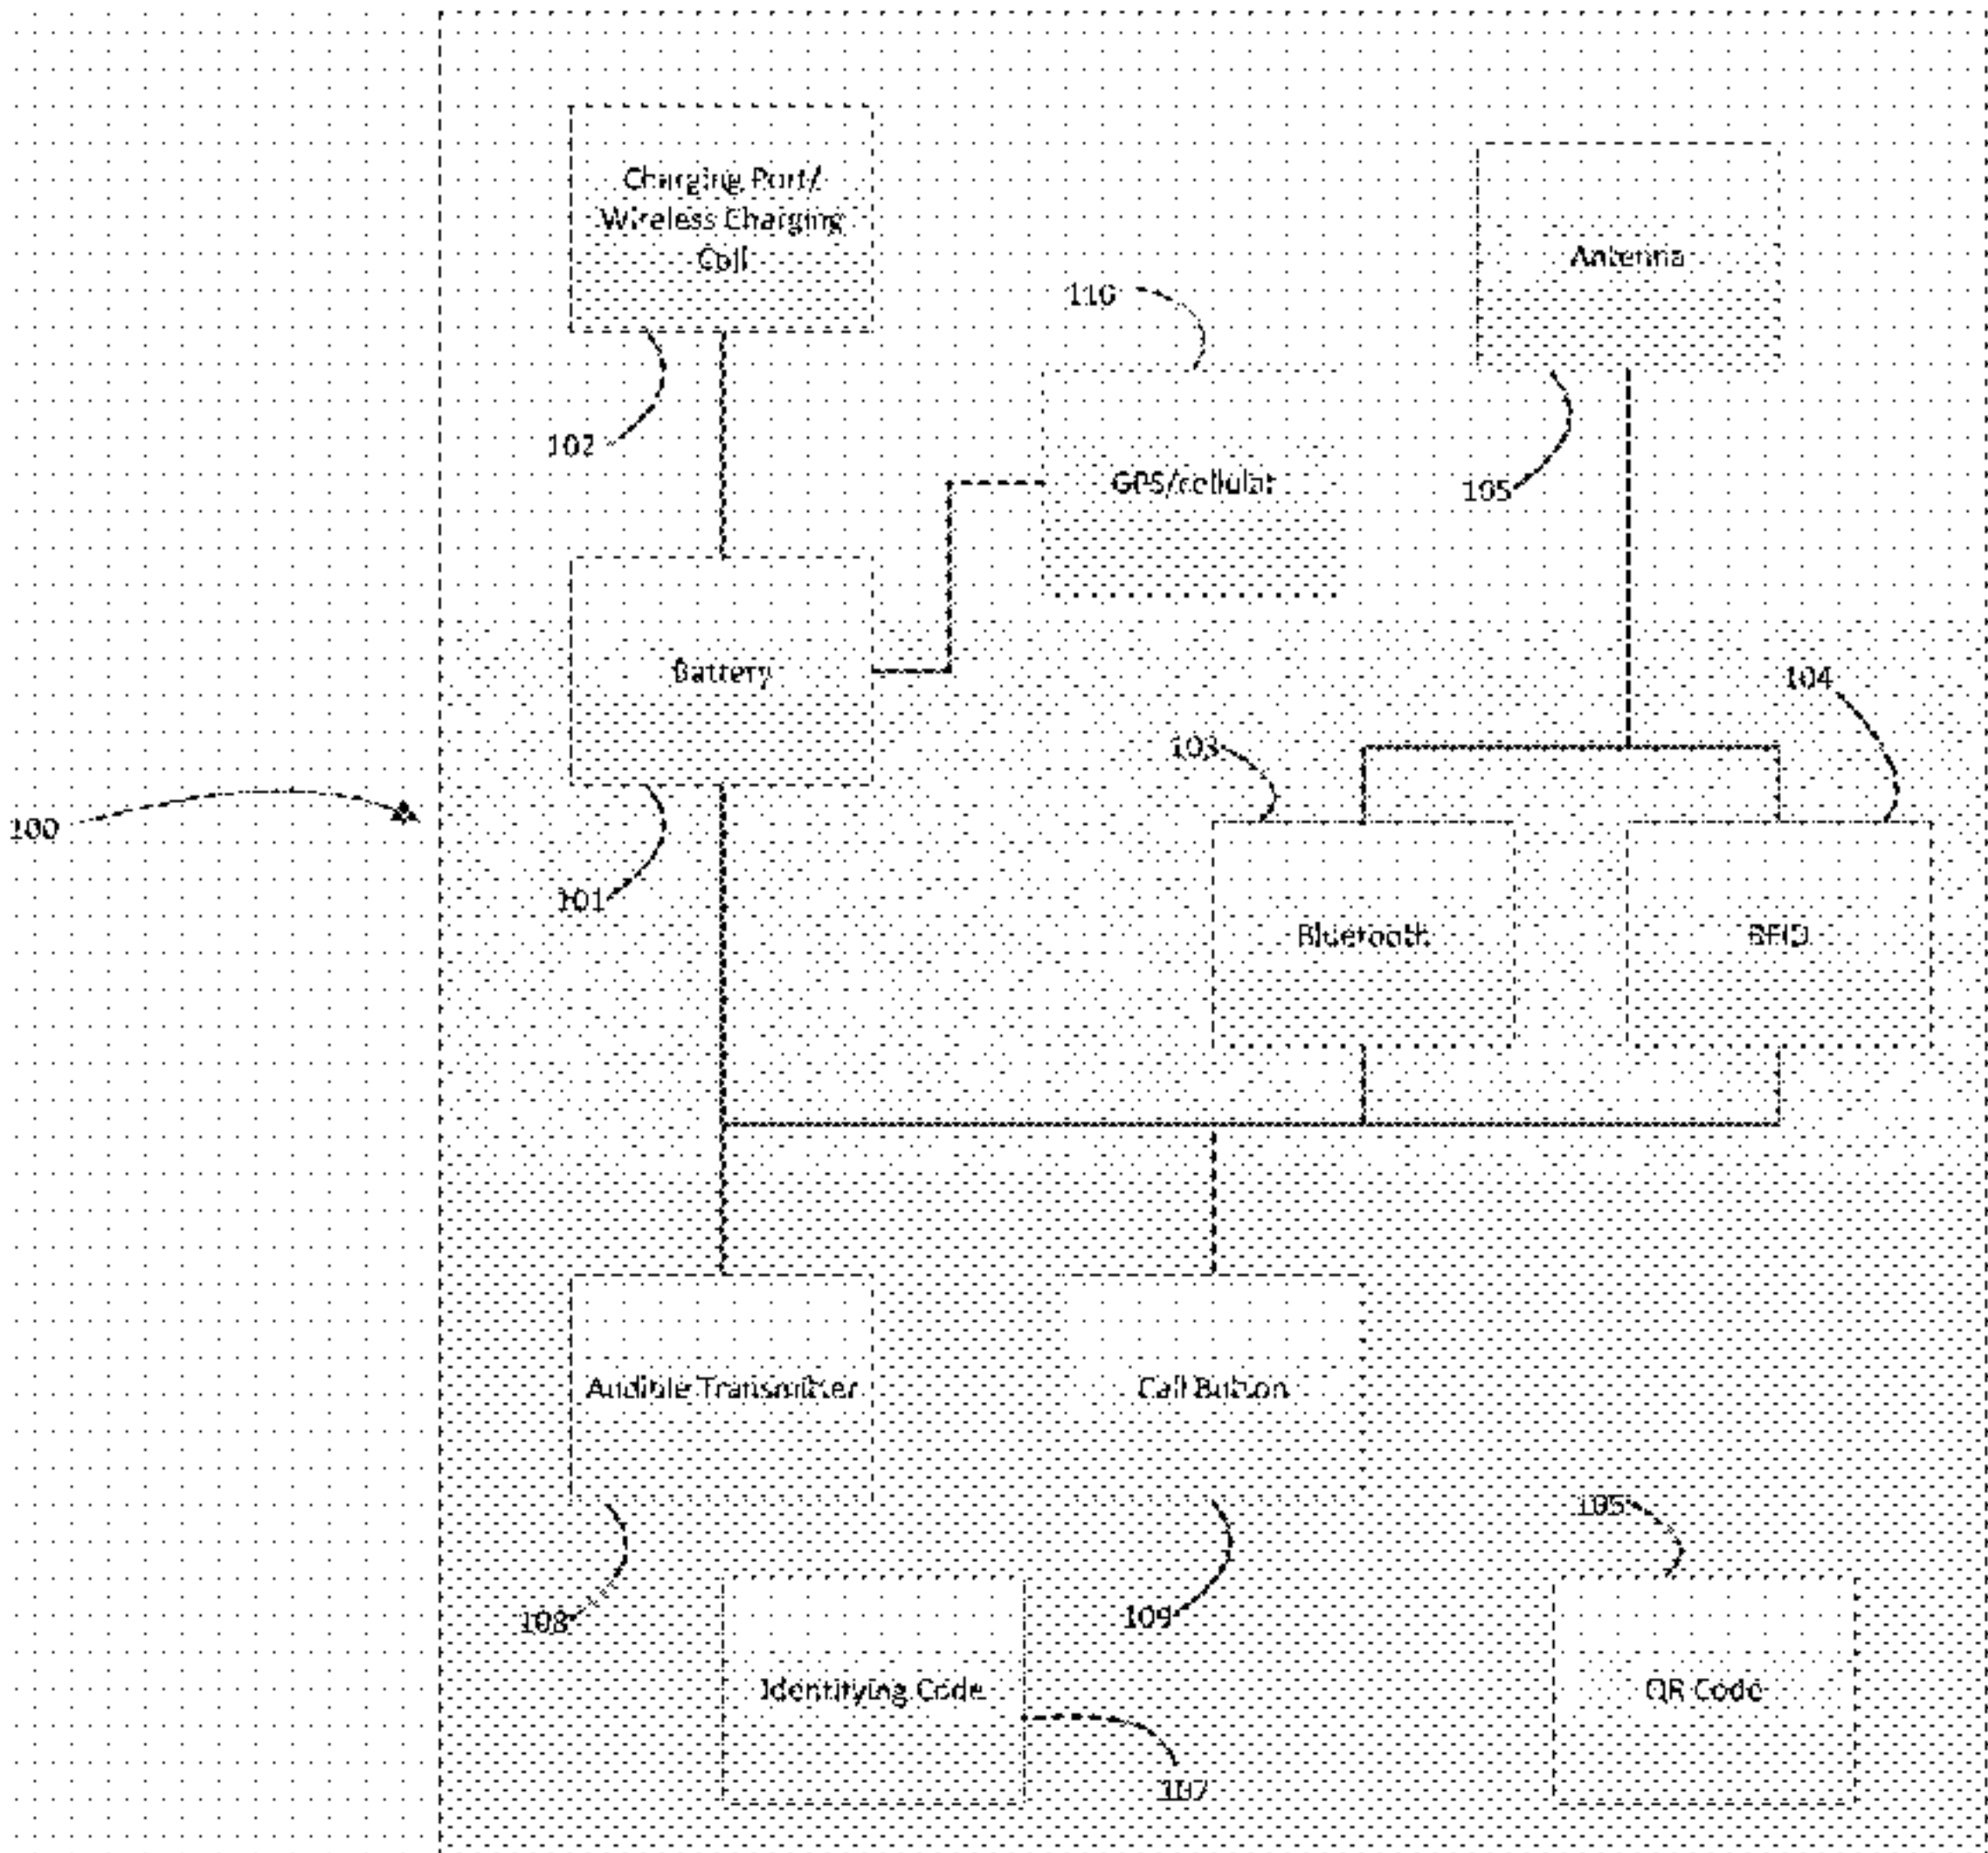 Charging Port/
Wireless Charging
Coil
Antenna
110
102
GPS/cellular
105
Battery
104
103
100
101
Bluetooth
RFID
Audible Transmitter
Call Button
108
109
Identifying Code
QR Code
107